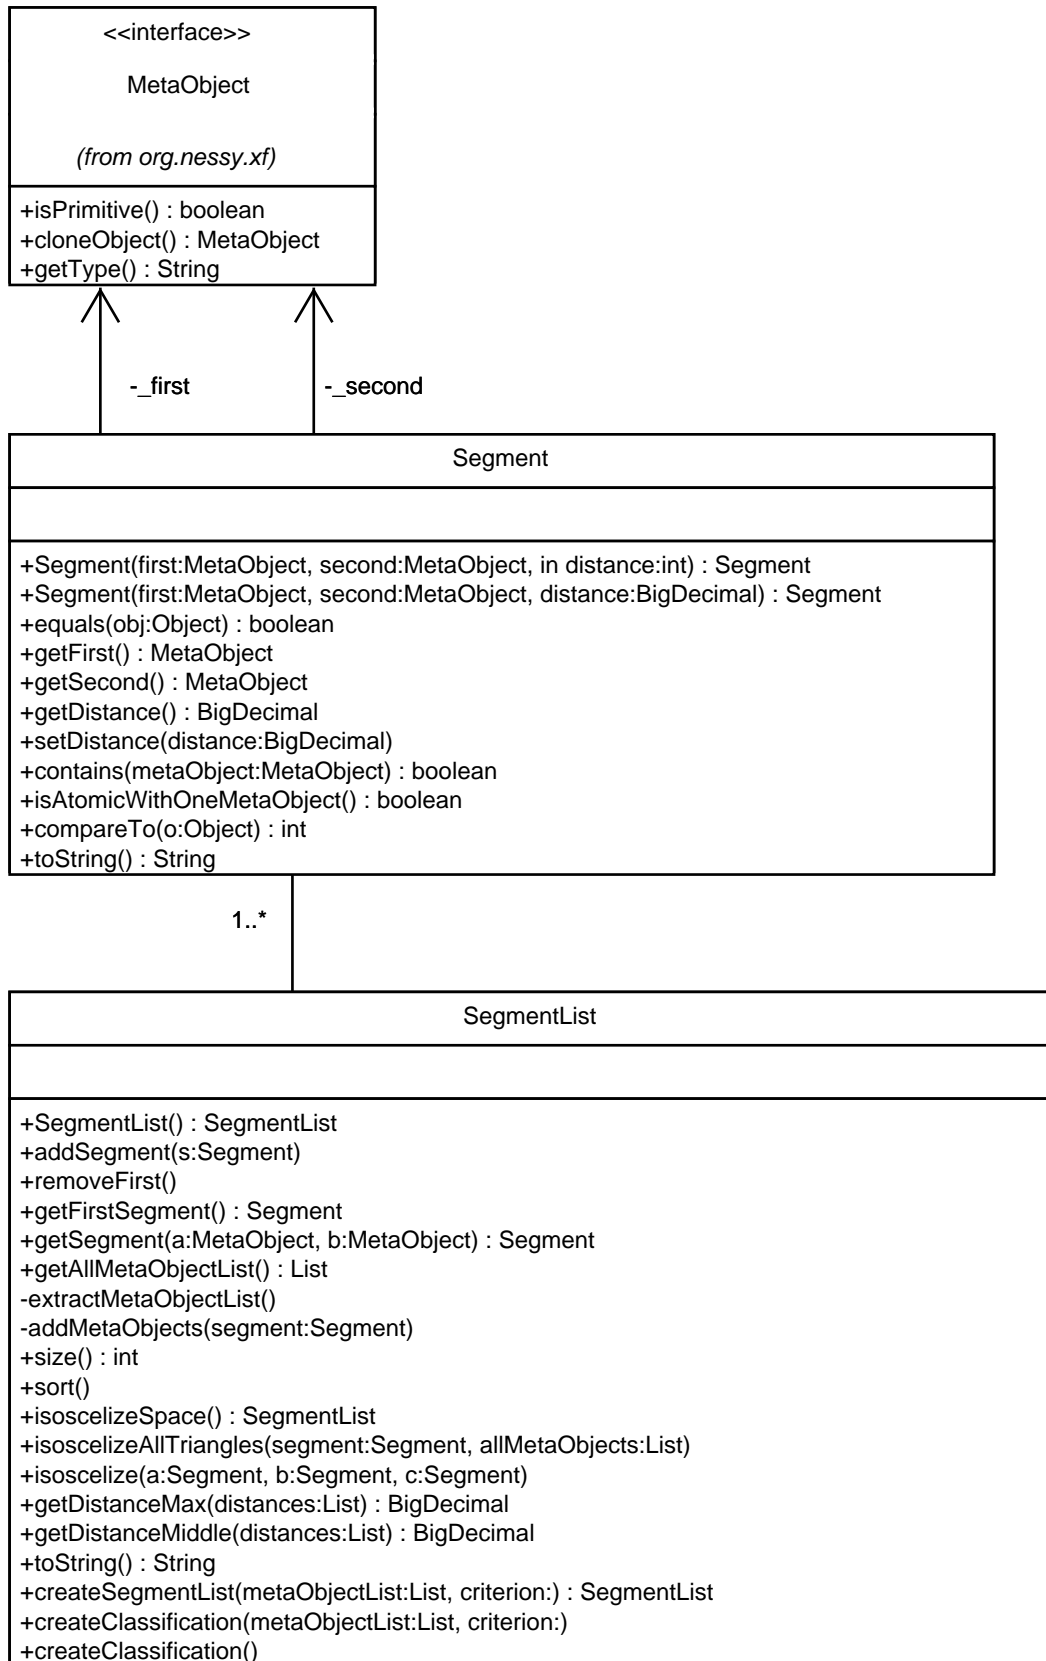 <<interface>>
MetaObject
(from org.nessy.xf)
+isPrimitive() : boolean
+cloneObject() : MetaObject
+getType() : String
-_first
-_second
Segment
+Segment(first:MetaObject, second:MetaObject, in distance:int) : Segment
+Segment(first:MetaObject, second:MetaObject, distance:BigDecimal) : Segment
+equals(obj:Object) : boolean
+getFirst() : MetaObject
+getSecond() : MetaObject
+getDistance() : BigDecimal
+setDistance(distance:BigDecimal)
+contains(metaObject:MetaObject) : boolean
+isAtomicWithOneMetaObject() : boolean
+compareTo(o:Object) : int
+toString() : String
1..*
SegmentList
+SegmentList() : SegmentList
+addSegment(s:Segment)
+removeFirst()
+getFirstSegment() : Segment
+getSegment(a:MetaObject, b:MetaObject) : Segment
+getAllMetaObjectList() : List
-extractMetaObjectList()
-addMetaObjects(segment:Segment)
+size() : int
+sort()
+isoscelizeSpace() : SegmentList
+isoscelizeAllTriangles(segment:Segment, allMetaObjects:List)
+isoscelize(a:Segment, b:Segment, c:Segment)
+getDistanceMax(distances:List) : BigDecimal
+getDistanceMiddle(distances:List) : BigDecimal
+toString() : String
+createSegmentList(metaObjectList:List, criterion:) : SegmentList
+createClassification(metaObjectList:List, criterion:)
+createClassification()